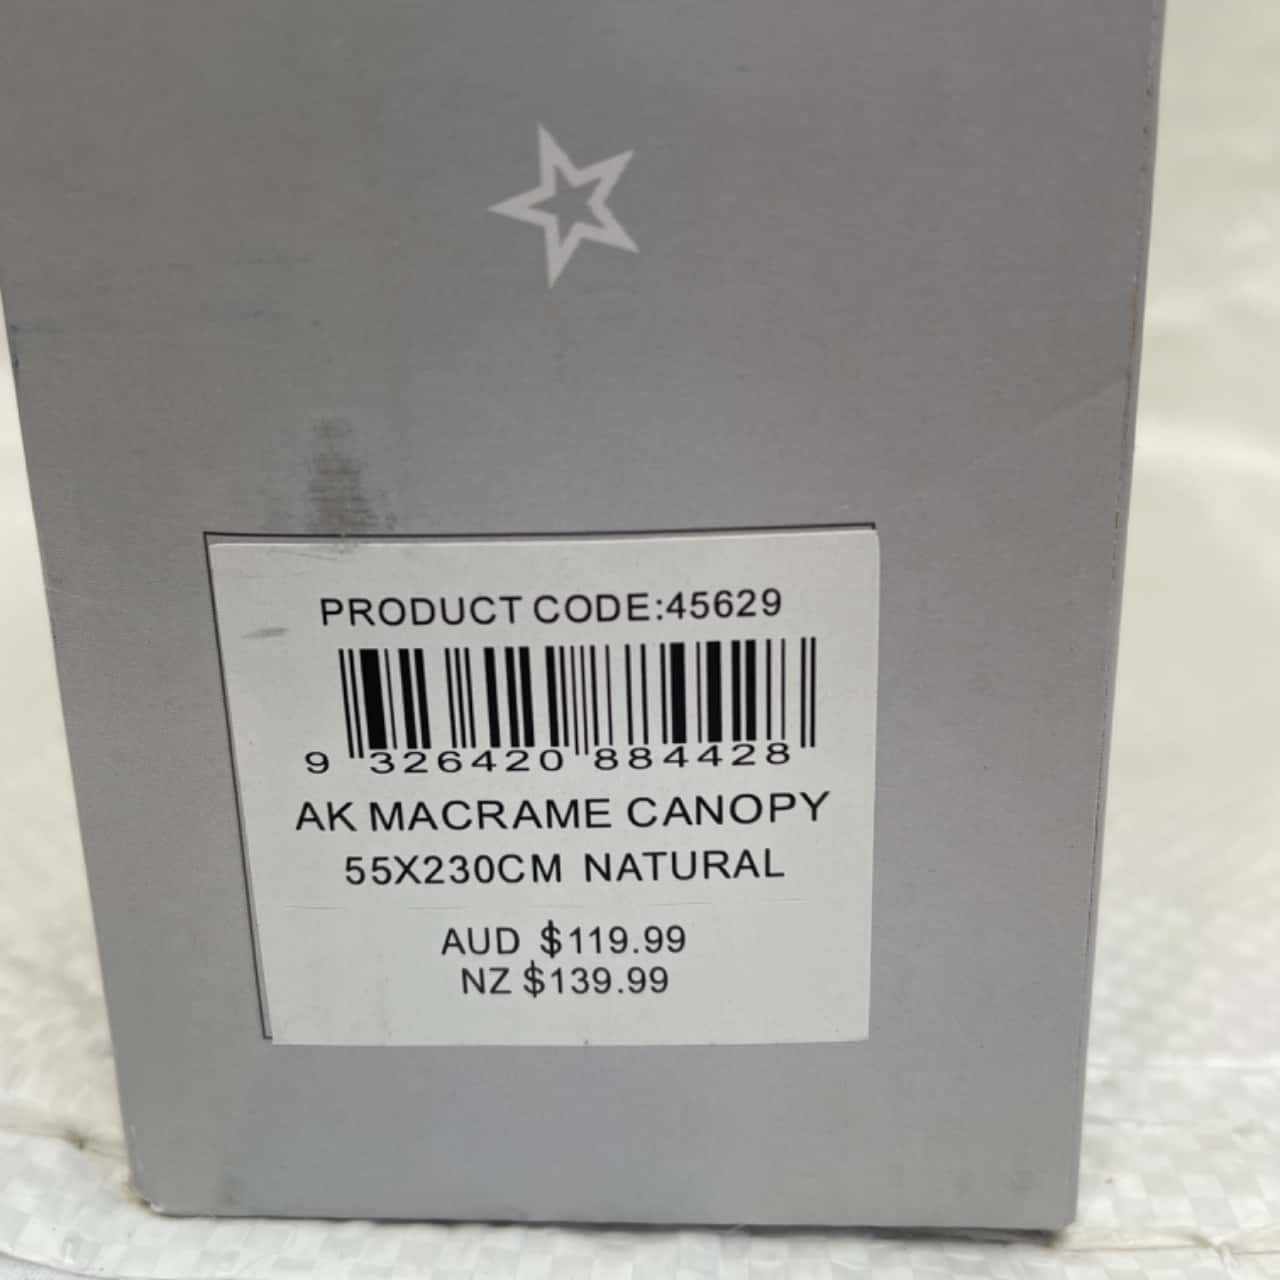 PRODUCT CODE:45629
9 326420 884428
AK MACRAME CANOPY
55X230CM NATURAL
AUD $119.99
NZ $139.99